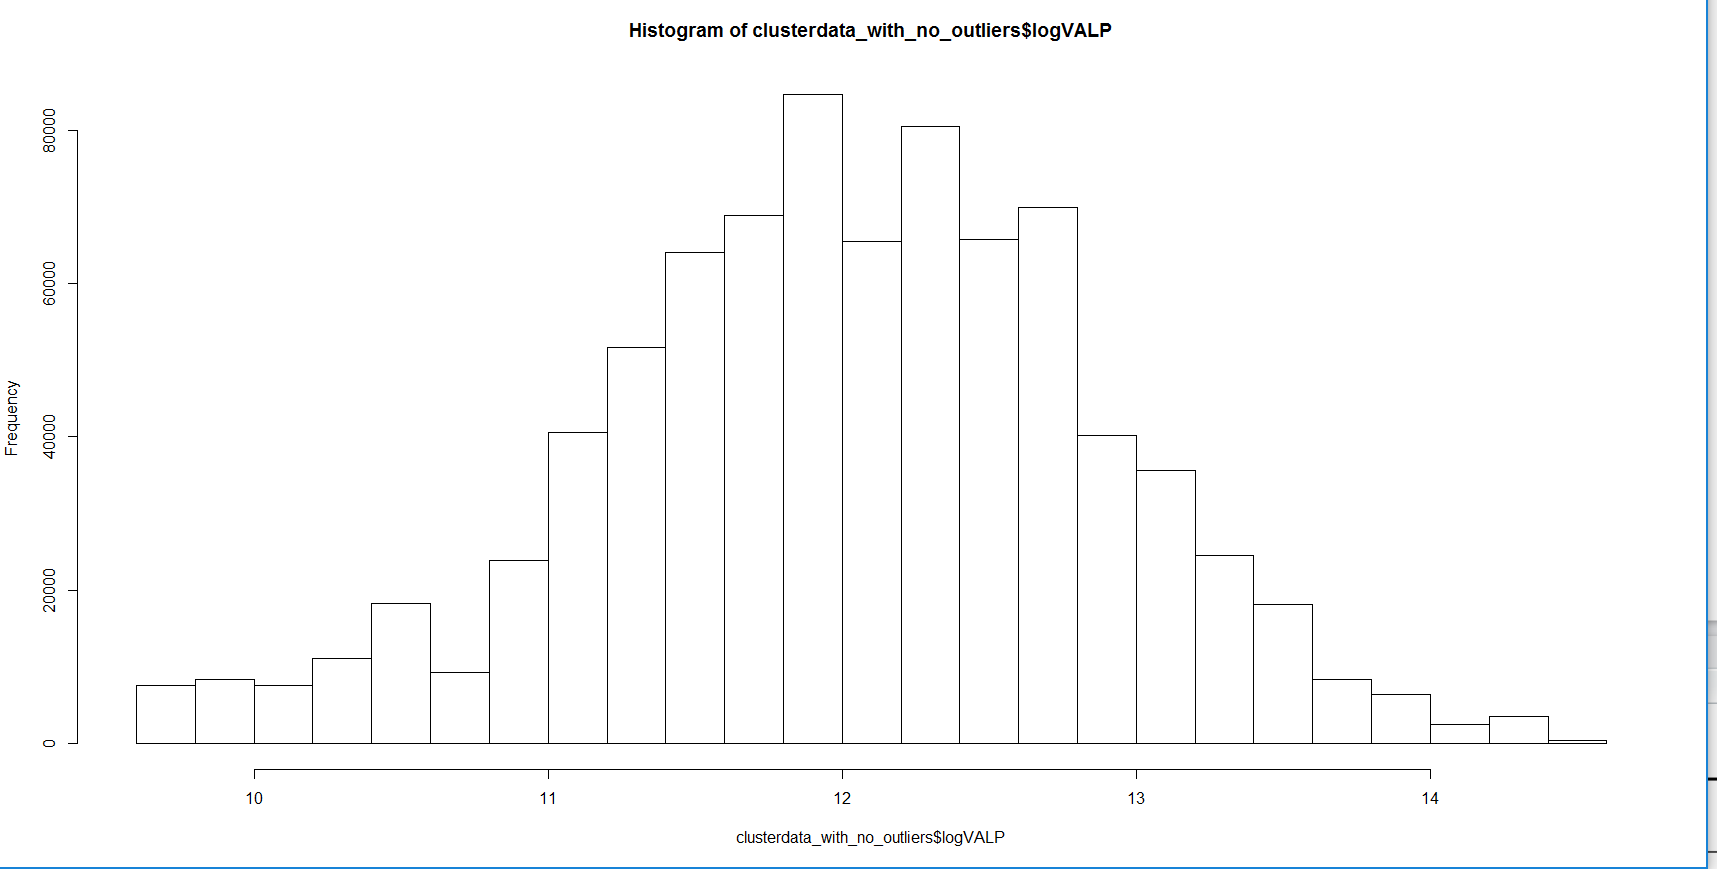 Histogram of clusterdata_with_no_outliers$logVALP
Frequency
80000
60000
40000
20000
0
10 11 12 13 14
clusterdata_with_no_outliers$logVALP